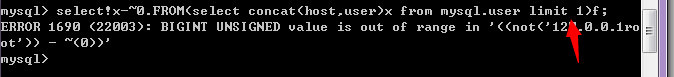 mysql> select!x-~0.FROM(select concat(host,user)x from mysql.user limit 1)f;
ERROR 1690 (22003): BIGINT UNSIGNED value is out of range in '((not('127.0.0.1ro
ot')) - ~(0))'
mysql>